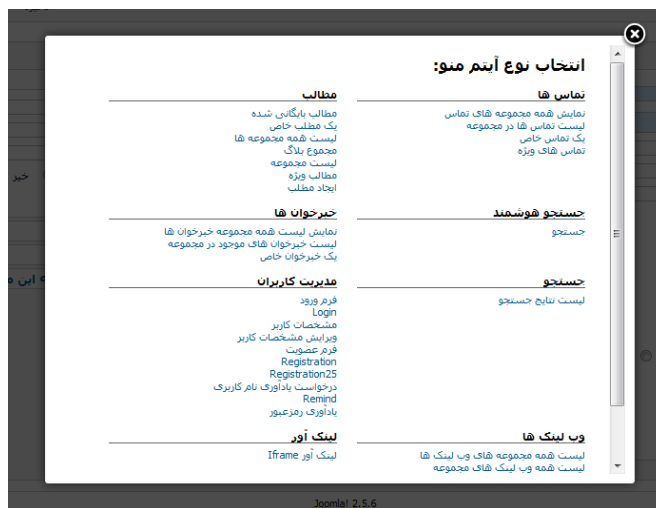 انتخاب نوع آیتم منو:
تماس ها
نمایش همه مجموعه های تماس
لیست تماس ها در مجموعه
یک تماس خاص
تماس های ویژه
مطالب
مطالب بایگانی شده
یک مطلب خاص
لیست همه مجموعه ها
مجموع بلاگ
لیست مجموعه
مطالب ویژه
ایجاد مطلب
جستجو هوشمند
جستجو
خبرخوان ها
نمایش لیست همه مجموعه خبرخوان ها
لیست خبرخوان های موجود در مجموعه
یک خبرخوان خاص
جستجو
لیست نتایج جستجو
مدیریت کاربران
فرم ورود
Login
مشخصات کاربر
ویرایش مشخصات کاربر
فرم عضویت
Registration
Registration25
درخواست یادآوری نام کاربری
Remind
یادآوری رمزعبور
وب لینک ها
لیست همه مجموعه های وب لینک ها
لیست همه وب لینک های مجموعه
لینک آور
لینک آور Iframe
خبر
ه این م
Joomla! 2.5.6